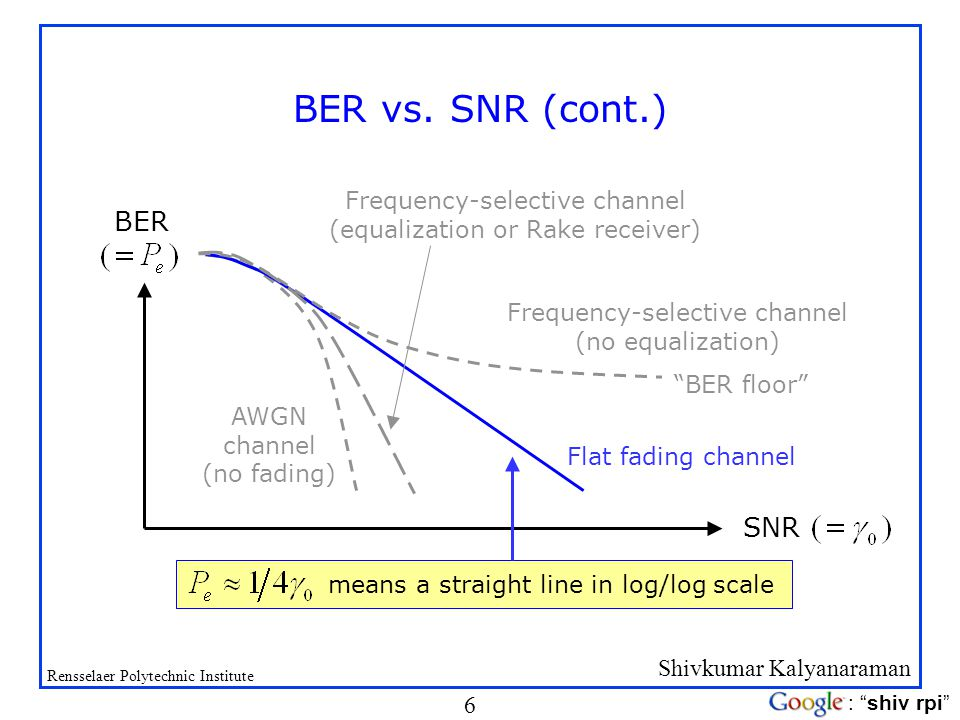 BER vs. SNR (cont.)
Frequency-selective channel
(equalization or Rake receiver)
BER
(= Pe)
Frequency-selective channel
(no equalization)
“BER floor”
AWGN
channel
(no fading)
Flat fading channel
SNR (= γ0)
Pe ≈ 1/4γ0 means a straight line in log/log scale
Shivkumar Kalyanaraman
Rensselaer Polytechnic Institute
6
Google : “shiv rpi”